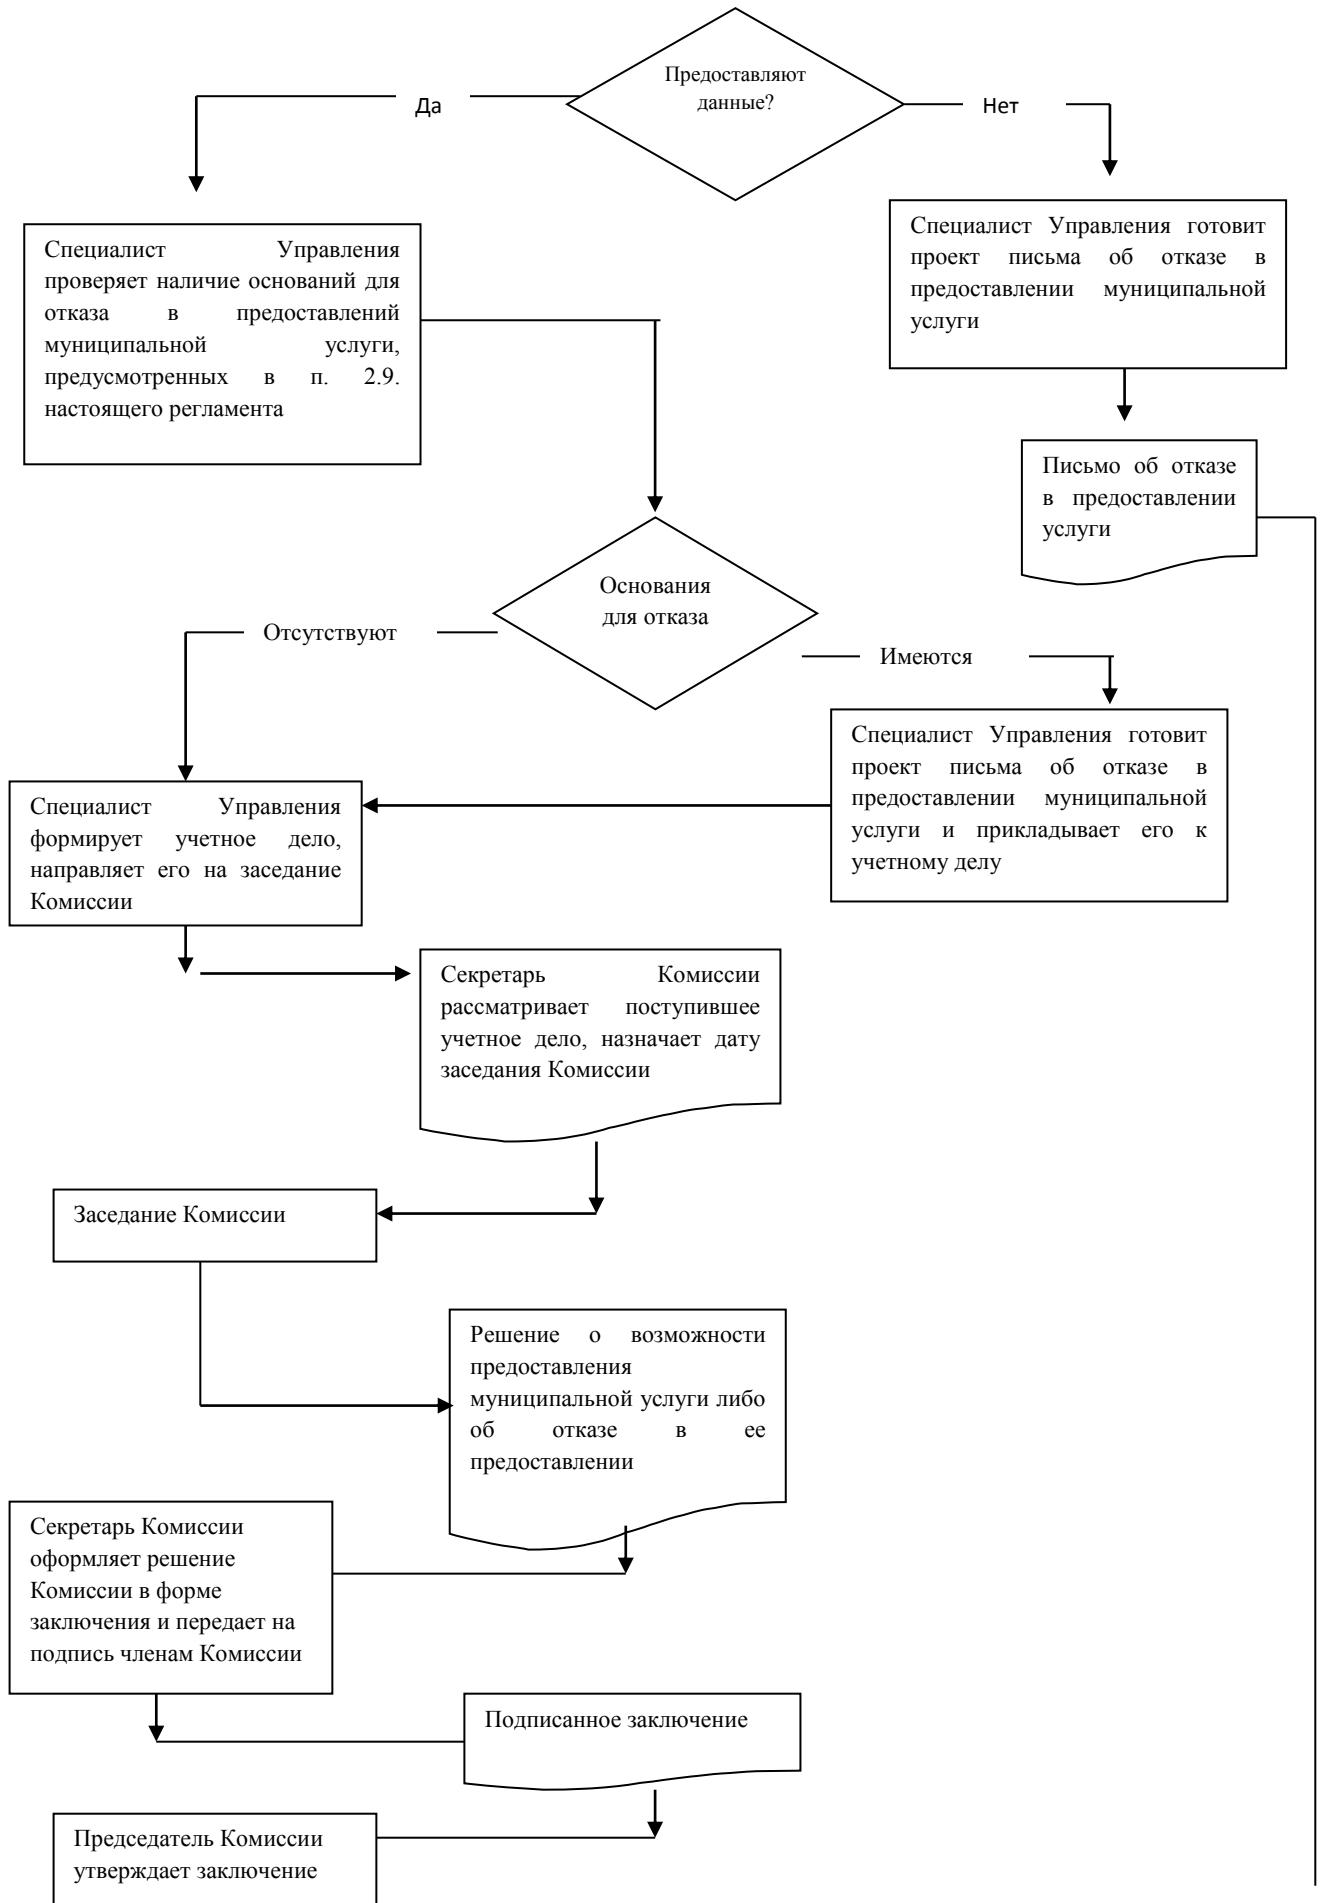 Предоставляют
данные?
Да
Нет
Специалист Управления
проверяет наличие оснований для
отказа в предоставлений
муниципальной услуги,
предусмотренных в п. 2.9.
настоящего регламента
Специалист Управления готовит
проект письма об отказе в
предоставлении муниципальной
услуги
Письмо об отказе
в предоставлении
услуги
Основания
для отказа
Отсутствуют
Имеются
Специалист Управления готовит
проект письма об отказе в
предоставлении муниципальной
услуги и прикладывает его к
учетному делу
Специалист Управления
формирует учетное дело,
направляет его на заседание
Комиссии
Секретарь Комиссии
рассматривает поступившее
учетное дело, назначает дату
заседания Комиссии
Заседание Комиссии
Решение о возможности
предоставления
муниципальной услуги либо
об отказе в ее
предоставлении
Секретарь Комиссии
оформляет решение
Комиссии в форме
заключения и передает на
подпись членам Комиссии
Подписанное заключение
Председатель Комиссии
утверждает заключение